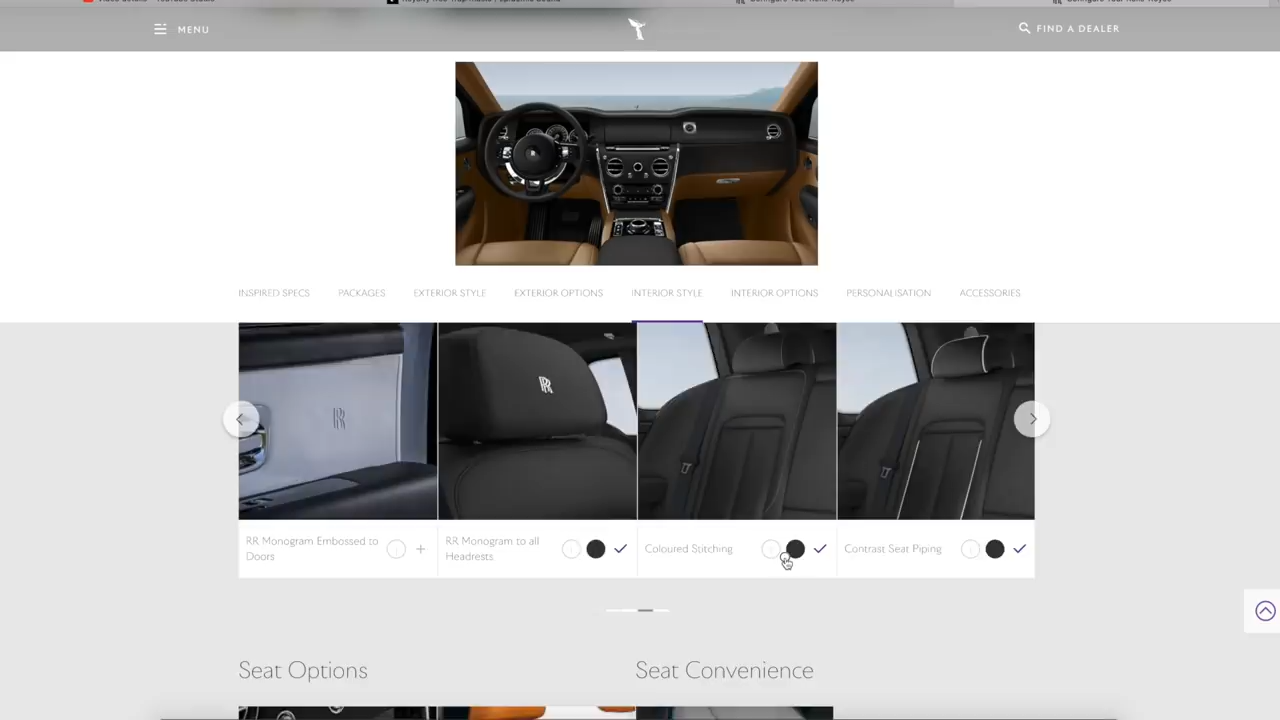 MENU
FIND A DEALER
INSPIRED SPECS
PACKAGES
EXTERIOR STYLE
EXTERIOR OPTIONS
INTERIOR STYLE
INTERIOR OPTIONS
PERSONALISATION
ACCESSORIES
RR Monogram Embossed to
Doors
RR Monogram to all
Headrests
Coloured Stitching
Contrast Seat Piping
Seat Options
Seat Convenience